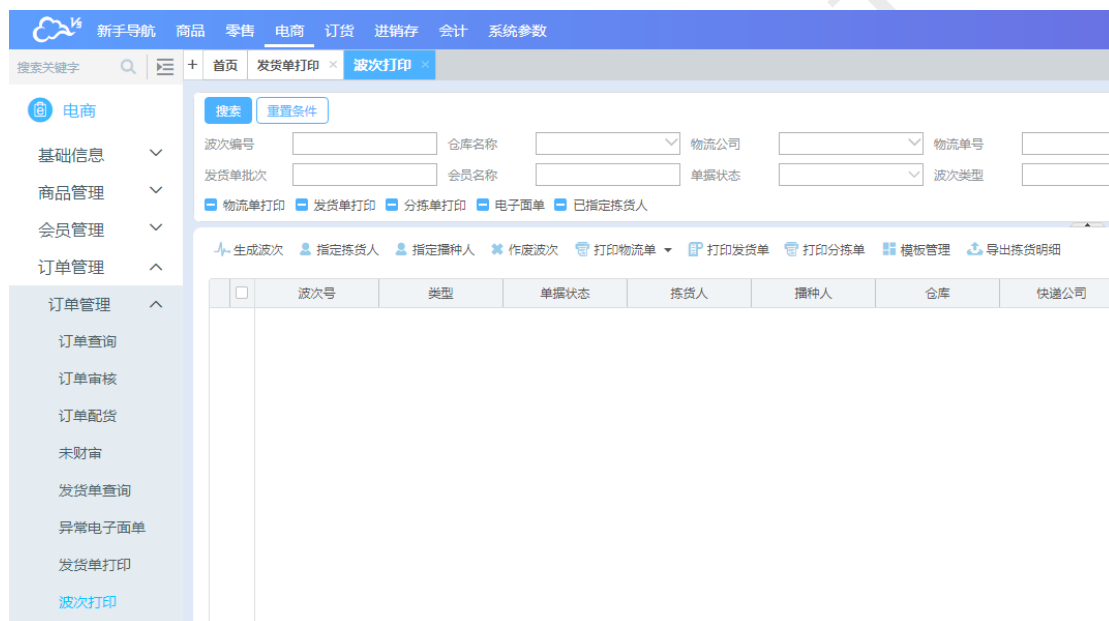 V5 新手导航 商品 零售 电商 订货 进销存 会计 系统参数
搜索关键字 + 首页 发货单打印 × 波次打印 ×
电商
搜索 重置条件
波次编号 仓库名称 物流公司 物流单号
发货单批次 会员名称 单据状态 波次类型
物流单打印 发货单打印 分拣单打印 电子面单 已指定拣货人
生成波次 指定拣货人 指定播种人 作废波次 打印物流单 打印发货单 打印分拣单 模板管理 导出拣货明细
波次号 类型 单据状态 拣货人 播种人 仓库 快递公司
基础信息
商品管理
会员管理
订单管理
订单管理
订单查询
订单审核
订单配货
未财审
发货单查询
异常电子面单
发货单打印
波次打印